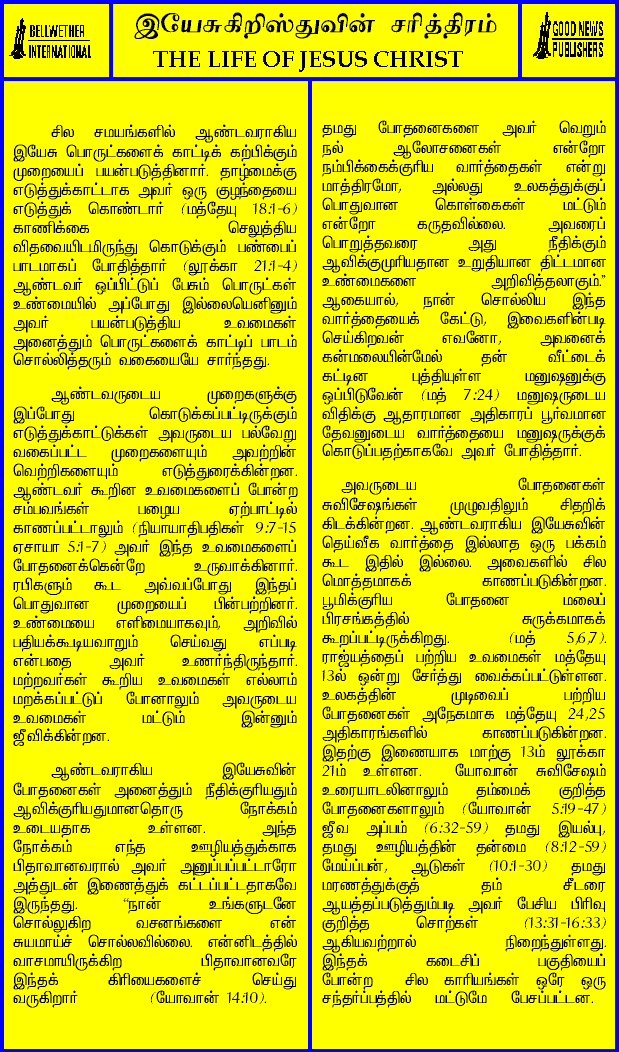 BELLWETHER
INTERNATIONAL
இயேசுகிறிஸ்துவின் சரித்திரம்
THE LIFE OF JESUS CHRIST
GOOD NEWS
PUBLISHERS
சில சமயங்களில் ஆண்டவராகிய
இயேசு பொருட்களைக் காட்டிக் கற்பிக்கும்
முறையைப் பயன்படுத்தினார். தாழ்மைக்கு
எடுத்துக்காட்டாக அவர் ஒரு குழந்தையை
எடுத்துக் கொண்டார் (மத்தேயு 18:1-6)
காணிக்கை செலுத்திய
விதவையிடமிருந்து கொடுக்கும் பண்பைப்
பாடமாகப் போதித்தார் (லூக்கா 21:1-4)
ஆண்டவர் ஒப்பிட்டுப் பேசும் பொருட்கள்
உண்மையில் அப்போது இல்லையெனினும்
அவர் பயன்படுத்திய உவமைகள்
அனைத்தும் பொருட்களைக் காட்டிப் பாடம்
சொல்லித்தரும் வகையையே சார்ந்தது.
ஆண்டவருடைய முறைகளுக்கு
இப்போது கொடுக்கப்பட்டிருக்கும்
எடுத்துக்காட்டுக்கள் அவருடைய பல்வேறு
வகைப்பட்ட முறைகளையும் அவற்றின்
வெற்றிகளையும் எடுத்துரைக்கின்றன.
ஆண்டவர் கூறின உவமைகளைப் போன்ற
சம்பவங்கள் பழைய ஏற்பாட்டில்
காணப்பட்டாலும் (நியாயாதிபதிகள் 9:7-15
ஏசாயா 5:1-7) அவர் இந்த உவமைகளைப்
போதனைக்கென்றே உருவாக்கினார்.
ரபிகளும் கூட அவ்வப்போது இந்தப்
பொதுவான முறையைப் பின்பற்றினர்.
உண்மையை எளிமையாகவும், அறிவில்
பதியக்கூடியவாறும் செய்வது எப்படி
என்பதை அவர் உணர்ந்திருந்தார்.
மற்றவர்கள் கூறிய உவமைகள் எல்லாம்
மறக்கப்பட்டுப் போனாலும் அவருடைய
உவமைகள் மட்டும் இன்னும்
ஜீவிக்கின்றன.
ஆண்டவராகிய இயேசுவின்
போதனைகள் அனைத்தும் நீதிக்குரியதும்
ஆவிக்குரியதுமானதொரு நோக்கம்
உடையதாக உள்ளன. அந்த
நோக்கம் எந்த ஊழியத்துக்காக
பிதாவானவரால் அவர் அனுப்பப்பட்டாரோ
அத்துடன் இணைத்துக் கட்டப்பட்டதாகவே
இருந்தது. "நான் உங்களுடனே
சொல்லுகிற வசனங்களை என்
சுயமாய்ச் சொல்லவில்லை. என்னிடத்தில்
வாசமாயிருக்கிற பிதாவானவரே
இந்தக் கிரியைகளைச் செய்து
வருகிறார் (யோவான் 14:10).
தமது போதனைகளை அவர் வெறும்
நல் ஆலோசனைகள் என்றோ
நம்பிக்கைக்குரிய வார்த்தைகள் என்று
மாத்திரமோ, அல்லது உலகத்துக்குப்
பொதுவான கொள்கைகள் மட்டும்
என்றோ கருதவில்லை. அவரைப்
பொறுத்தவரை அது நீதிக்கும்
ஆவிக்குமுரியதான உறுதியான திட்டமான
உண்மைகளை அறிவித்தலாகும்."
ஆகையால், நான் சொல்லிய இந்த
வார்த்தையைக் கேட்டு, இவைகளின்படி
செய்கிறவன் எவனோ, அவனைக்
கன்மலையின்மேல் தன் வீட்டைக்
கட்டின புத்தியுள்ள மனுஷனுக்கு
ஒப்பிடுவேன் (மத் 7:24) மனுஷருடைய
விதிக்கு ஆதாரமான அதிகாரப் பூர்வமான
தேவனுடைய வார்த்தையை மனுஷருக்குக்
கொடுப்பதற்காகவே அவர் போதித்தார்.
அவருடைய போதனைகள்
சுவிசேஷங்கள் முழுவதிலும் சிதறிக்
கிடக்கின்றன. ஆண்டவராகிய இயேசுவின்
தெய்வீக வார்த்தை இல்லாத ஒரு பக்கம்
கூட இதில் இல்லை. அவைகளில் சில
மொத்தமாகக் காணப்படுகின்றன.
பூமிக்குரிய போதனை மலைப்
பிரசங்கத்தில் சுருக்கமாகக்
கூறப்பட்டிருக்கிறது. (மத் 5,6,7).
ராஜ்யத்தைப் பற்றிய உவமைகள் மத்தேயு
13ல் ஒன்று சேர்த்து வைக்கப்பட்டுள்ளன.
உலகத்தின் முடிவைப் பற்றிய
போதனைகள் அநேகமாக மத்தேயு 24,25
அதிகாரங்களில் காணப்படுகின்றன.
இதற்கு இணையாக மாற்கு 13ம் லூக்கா
21ம் உள்ளன. யோவான் சுவிசேஷம்
உரையாடலினாலும் தம்மைக் குறித்த
போதனைகளாலும் (யோவான் 5:19-47)
ஜீவ அப்பம் (6:32-59) தமது இயல்பு,
தமது ஊழியத்தின் தன்மை (8:12-59)
மேய்ப்பன், ஆடுகள் (10:1-30) தமது
மரணத்துக்குத் தம் சீடரை
ஆயத்தப்படுத்தும்படி அவர் பேசிய பிரிவு
குறித்த சொற்கள் (13:31-16:33)
ஆகியவற்றால் நிறைந்துள்ளது.
இந்தக் கடைசிப் பகுதியைப்
போன்ற சில காரியங்கள் ஒரே ஒரு
சந்தர்ப்பத்தில் மட்டுமே பேசப்பட்டன.